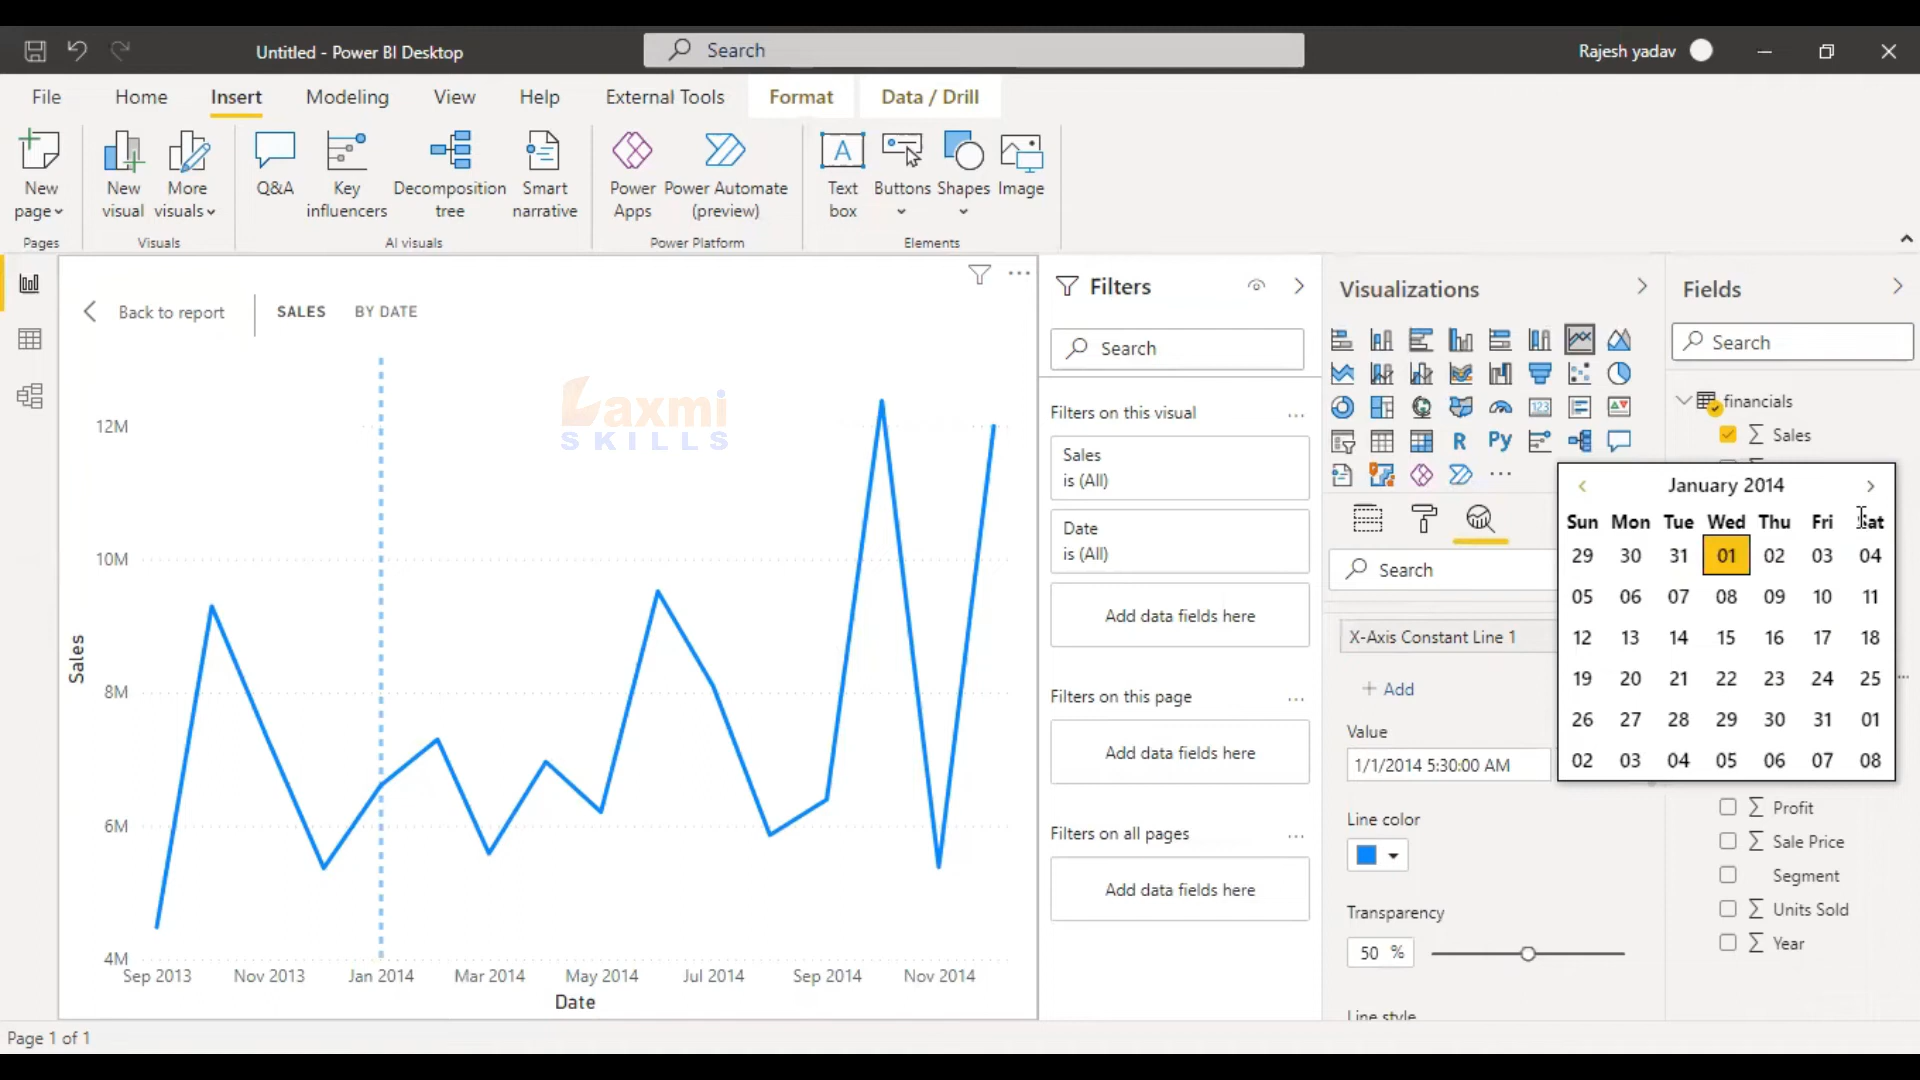 Untitled - Power BI Desktop
Search
Rajesh yadav
File
Home
Insert
Modeling
View
Help
External Tools
Format
Data / Drill
New
page
New
visual
More
visuals
Q&A
Key
influencers
Decomposition
tree
Smart
narrative
Power
Apps
Power Automate
(preview)
Text
box
Buttons
Shapes
Image
Pages
Visuals
AI visuals
Power Platform
Elements
Back to report
SALES
BY DATE
Laxmi
SKILLS
12M
10M
8M
6M
4M
Sales
Sep 2013
Nov 2013
Jan 2014
Mar 2014
May 2014
Jul 2014
Sep 2014
Nov 2014
Date
Filters
Search
Filters on this visual
Sales
is (All)
Date
is (All)
Add data fields here
Filters on this page
Add data fields here
Filters on all pages
Add data fields here
Visualizations
123
R
Py
Search
X-Axis Constant Line 1
Add
Value
1/1/2014 5:30:00 AM
Line color
Transparency
50 %
Line style
Fields
Search
financials
Σ Sales
January 2014
Sun Mon Tue Wed Thu Fri Sat
29 30 31 01 02 03 04
05 06 07 08 09 10 11
12 13 14 15 16 17 18
19 20 21 22 23 24 25
26 27 28 29 30 31 01
02 03 04 05 06 07 08
Σ Profit
Σ Sale Price
Segment
Σ Units Sold
Σ Year
Page 1 of 1